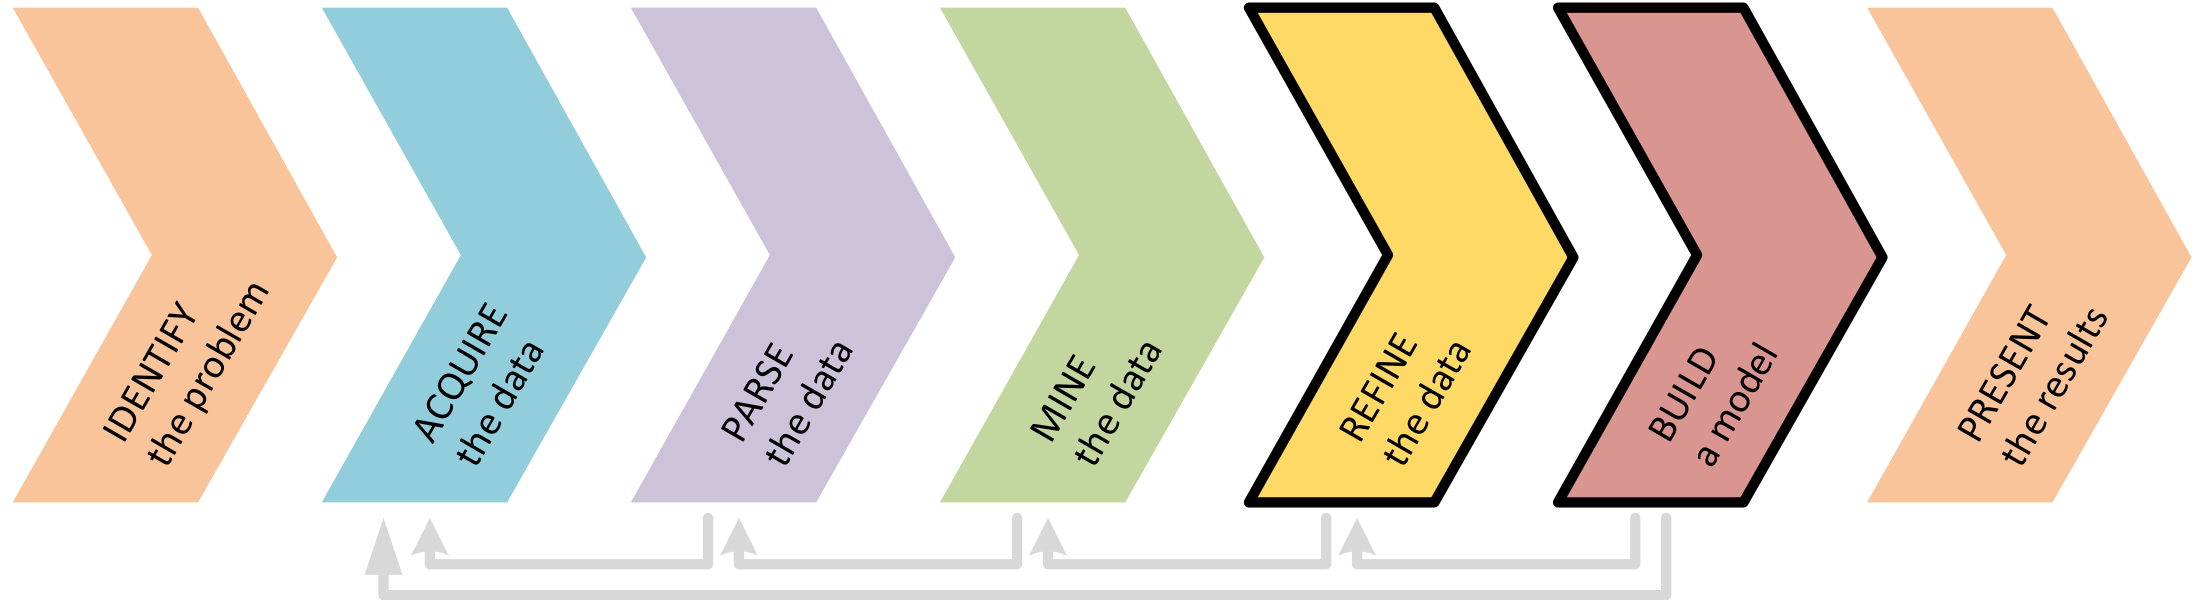 IDENTIFY
the problem
ACQUIRE
the data
PARSE
the data
MINE
the data
REFINE
the data
BUILD
a model
PRESENT
the results